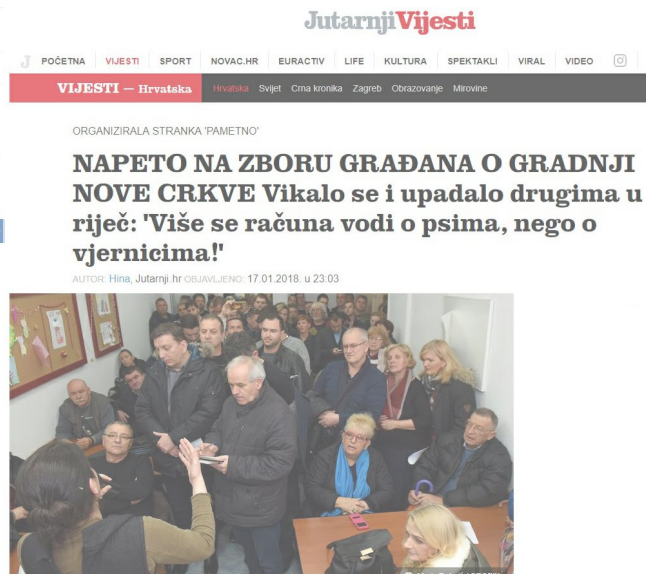 JutarnjiVijesti
J POČETNA VIJESTI SPORT NOVAC.HR EURACTIV LIFE KULTURA SPEKTAKLI VIRAL VIDEO
VIJESTI — Hrvatska Hrvatska Svijet Crna kronika Zagreb Obrazovanje Mirovine
ORGANIZIRALA STRANKA 'PAMETNO'
NAPETO NA ZBORU GRAĐANA O GRADNJI
NOVE CRKVE Vikalo se i upadalo drugima u
riječ: 'Više se računa vodi o psima, nego o
vjernicima!'
AUTOR: Hina, Jutarnji.hr OBJAVLJENO: 17.01.2018. u 23:03